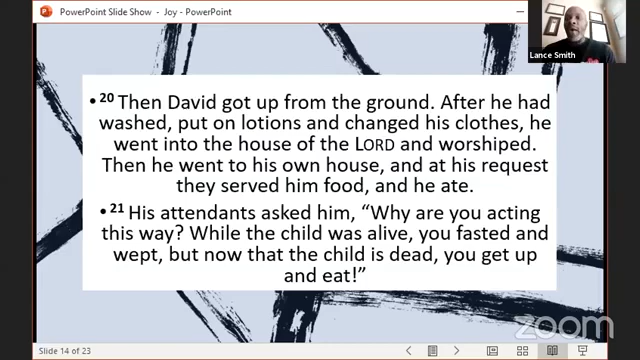 PowerPoint Slide Show - Joy - PowerPoint
Lance Smith
• 20 Then David got up from the ground. After he had
washed, put on lotions and changed his clothes, he
went into the house of the LORD and worshiped.
Then he went to his own house, and at his request
they served him food, and he ate.
• 21 His attendants asked him, “Why are you acting
this way? While the child was alive, you fasted and
wept, but now that the child is dead, you get up
and eat!”
Slide 14 of 23
zoom